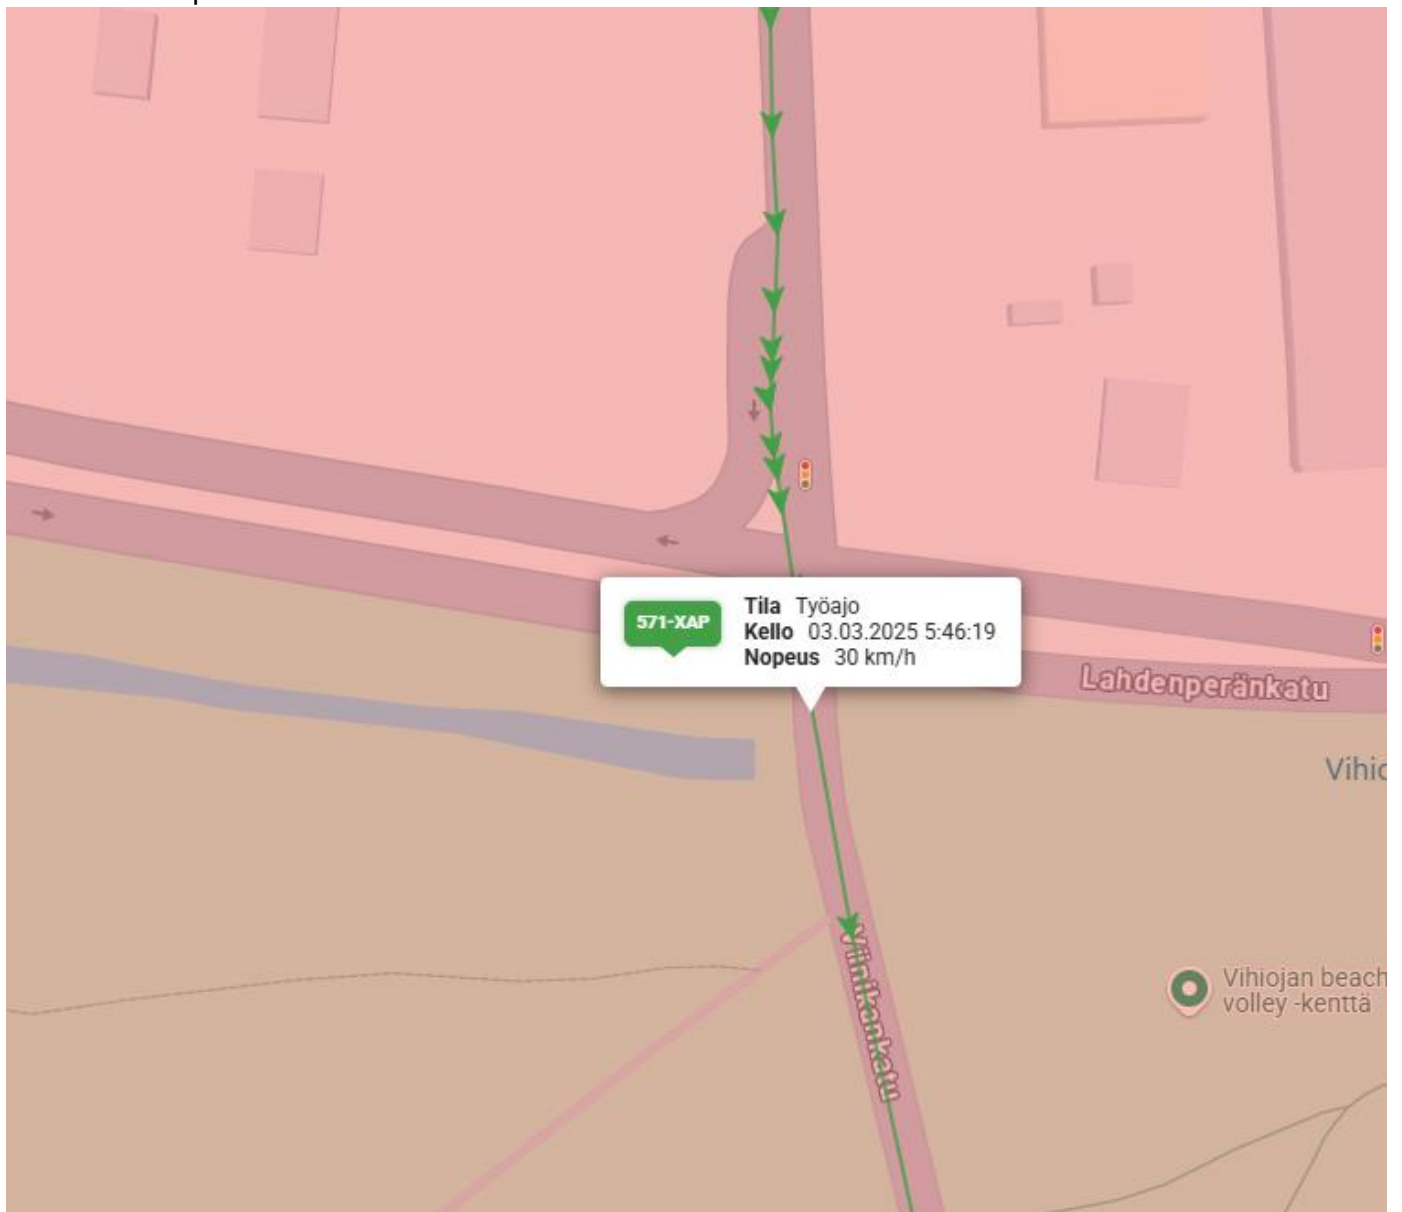 571-XAP
Tila Työajo
Kello 03.03.2025 5:46:19
Nopeus 30 km/h
Lahdenperänkatu
Vihio
Viinikankatu
Vihiojan beach
volley -kenttä